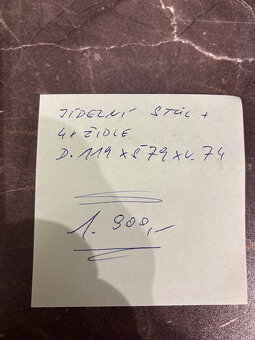 JÍDELNÍ STŮL +
4x ŽIDLE
D. 119 x Š 79 x V. 74
1. 900,-